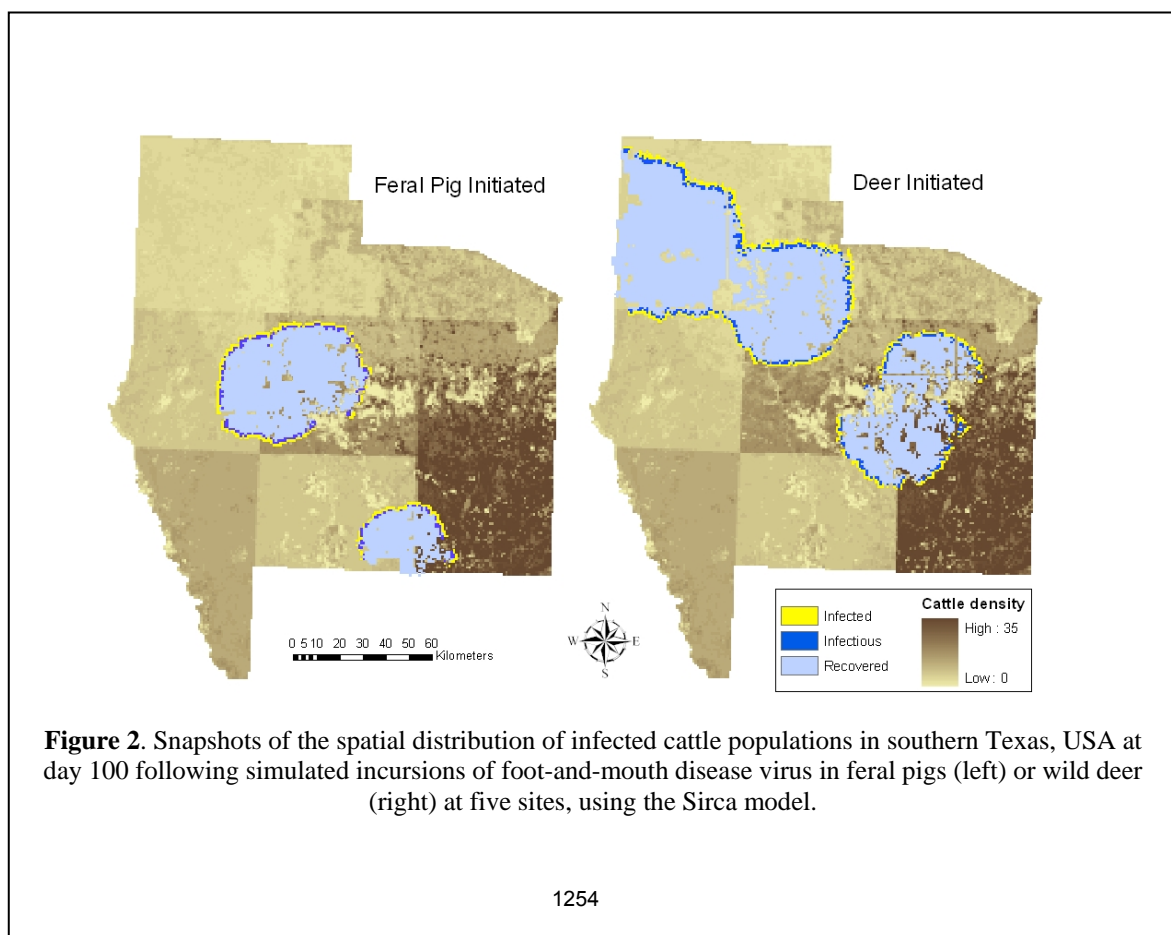 Feral Pig Initiated
Deer Initiated
0 5 10 20 30 40 50 60
Kilometers
N
W E
S
Infected
Infectious
Recovered
Cattle density
High : 35
Low : 0
Figure 2. Snapshots of the spatial distribution of infected cattle populations in southern Texas, USA at
day 100 following simulated incursions of foot-and-mouth disease virus in feral pigs (left) or wild deer
(right) at five sites, using the Sirca model.
1254